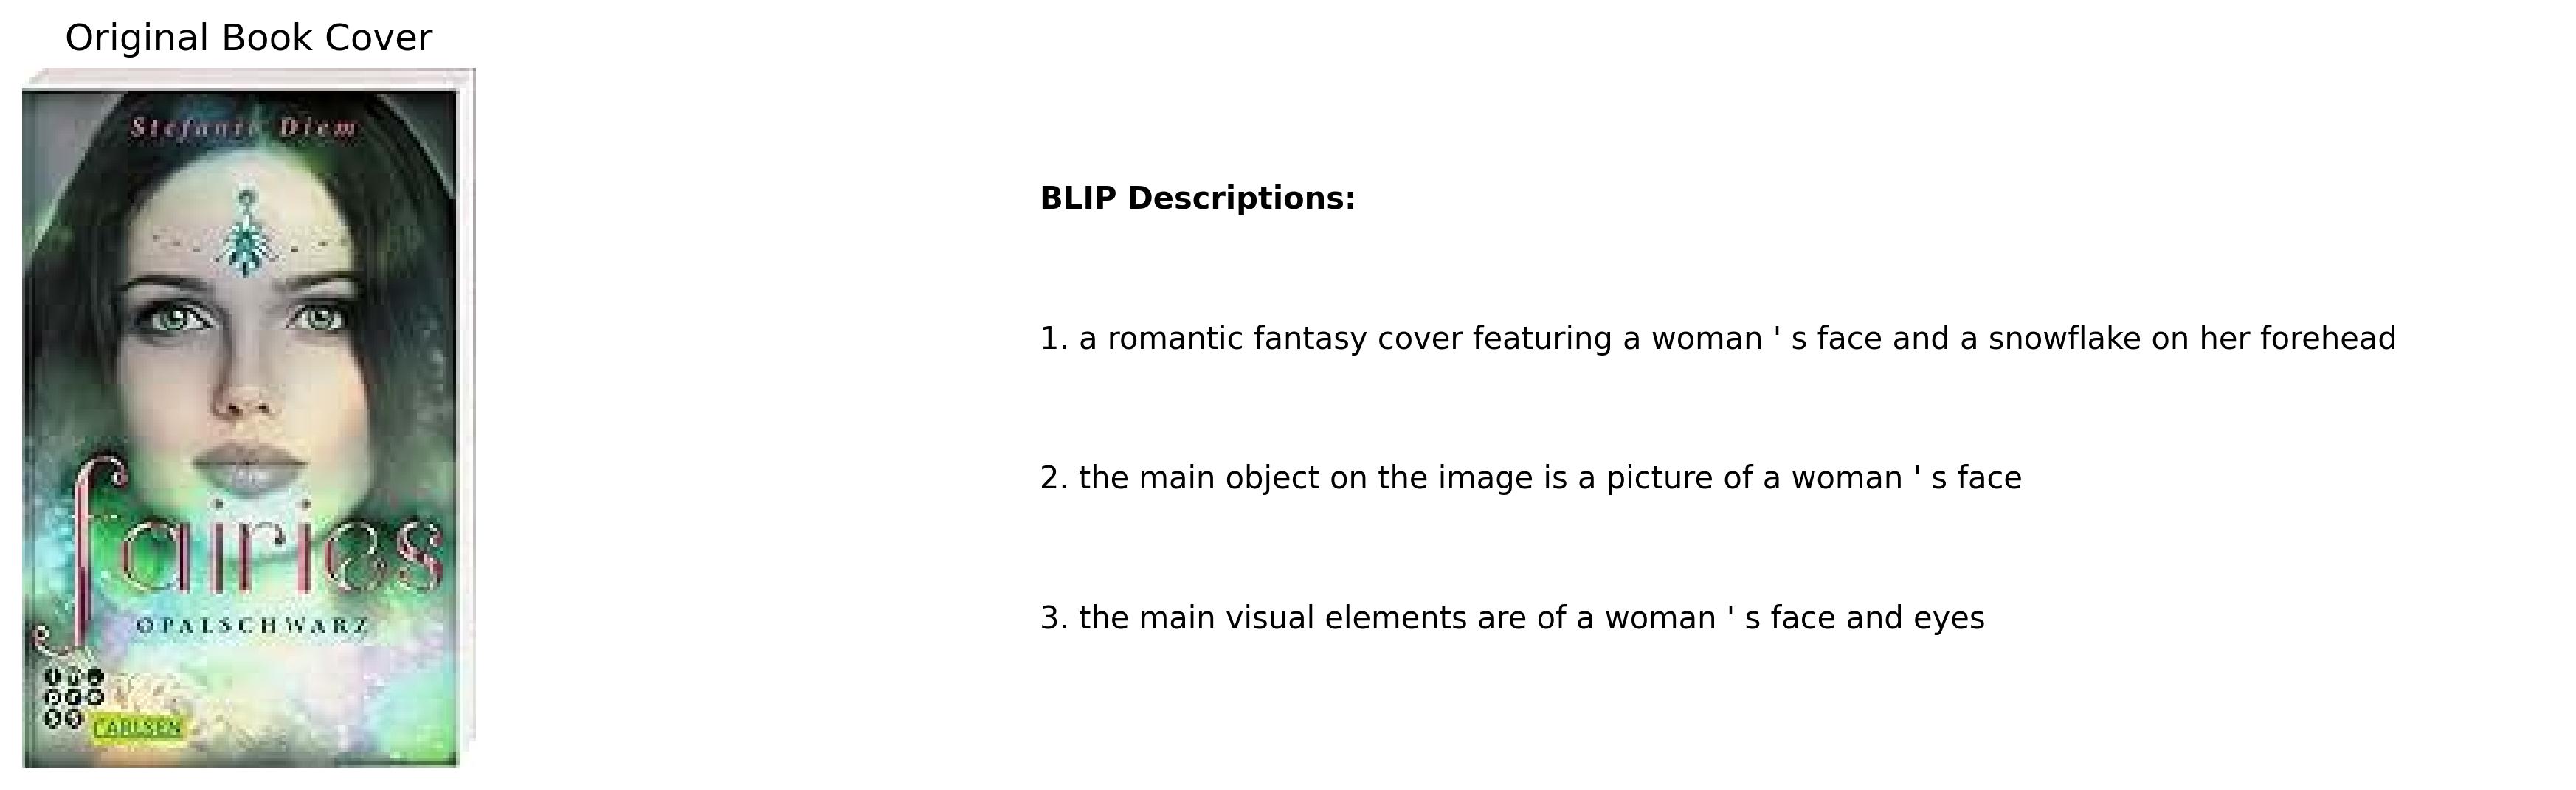 Original Book Cover
Stefanie Diem
fairies
OPALSCHWARZ
CARLSEN
BLIP Descriptions:
1. a romantic fantasy cover featuring a woman ' s face and a snowflake on her forehead
2. the main object on the image is a picture of a woman ' s face
3. the main visual elements are of a woman ' s face and eyes